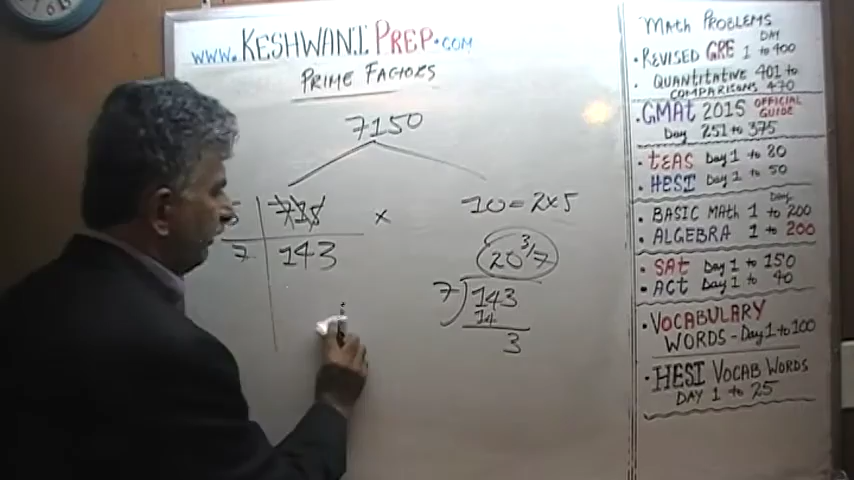 www.KESHWANI PREP.COM
PRIME FACTORS
7150
5 715 x 10 = 2x5
7 143
20 3/7
7 143
14
3
MATH PROBLEMS
• REVISED GRE DAY 1 to 400
• QUANTITATIVE COMPARISONS 401 to 470
• GMAt 2015 OFFICIAL GUIDE
Day 251 to 375
• tEAS Day 1 to 80
• HESI Day 1 to 50
Day
• BASIC MATH 1 to 200
• ALGEBRA 1 to 200
• SAt Day 1 to 150
• ACt Day 1 to 40
• VOCABULARY
WORDS - Day 1 to 100
• HESI VOCAB WORDS
DAY 1 to 25